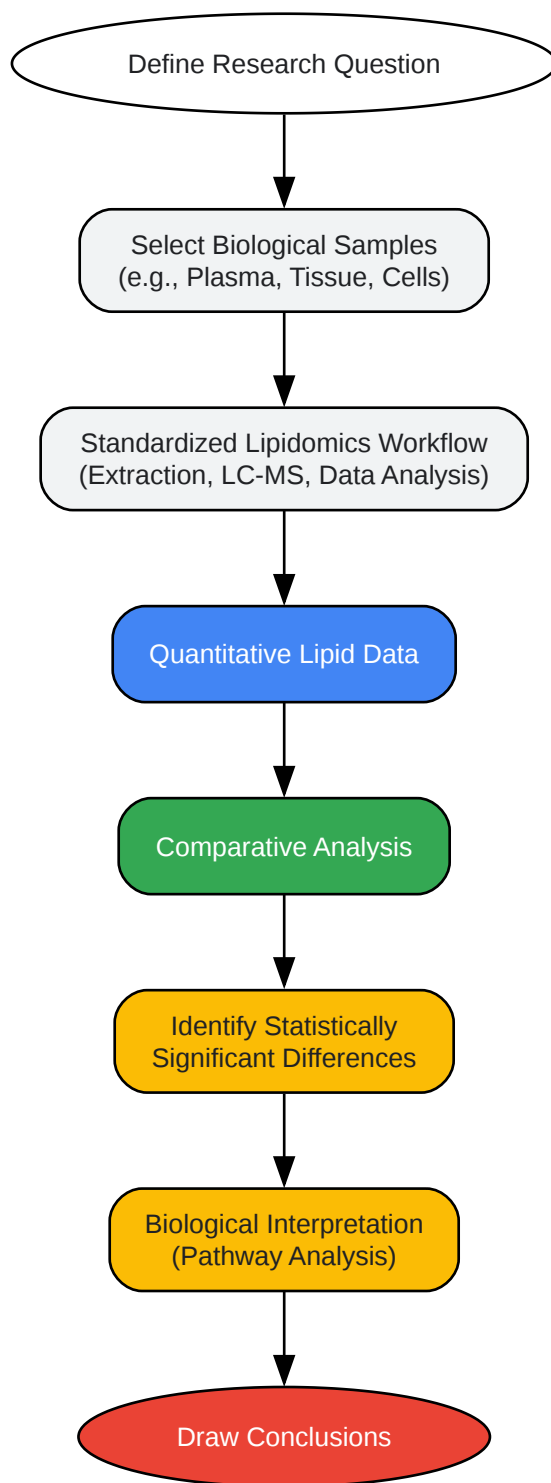 Define Research Question
Select Biological Samples
(e.g., Plasma, Tissue, Cells)
Standardized Lipidomics Workflow
(Extraction, LC-MS, Data Analysis)
Quantitative Lipid Data
Comparative Analysis
Identify Statistically
Significant Differences
Biological Interpretation
(Pathway Analysis)
Draw Conclusions